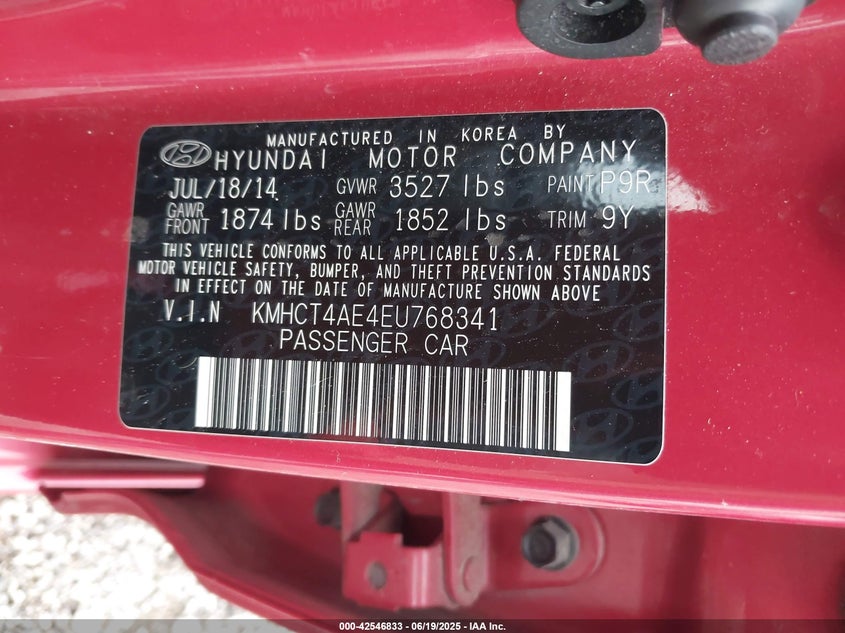 MANUFACTURED IN KOREA BY
HYUNDAI MOTOR COMPANY
JUL/18/14 GVWR 3527 lbs PAINT P9R
GAWR FRONT 1874 lbs GAWR REAR 1852 lbs TRIM 9Y
THIS VEHICLE CONFORMS TO ALL APPLICABLE U.S.A. FEDERAL
MOTOR VEHICLE SAFETY, BUMPER, AND THEFT PREVENTION STANDARDS
IN EFFECT ON THE DATE OF MANUFACTURE SHOWN ABOVE
V.I.N KMHCT4AE4EU768341
PASSENGER CAR
000-42546833 - 06/19/2025 - IAA Inc.